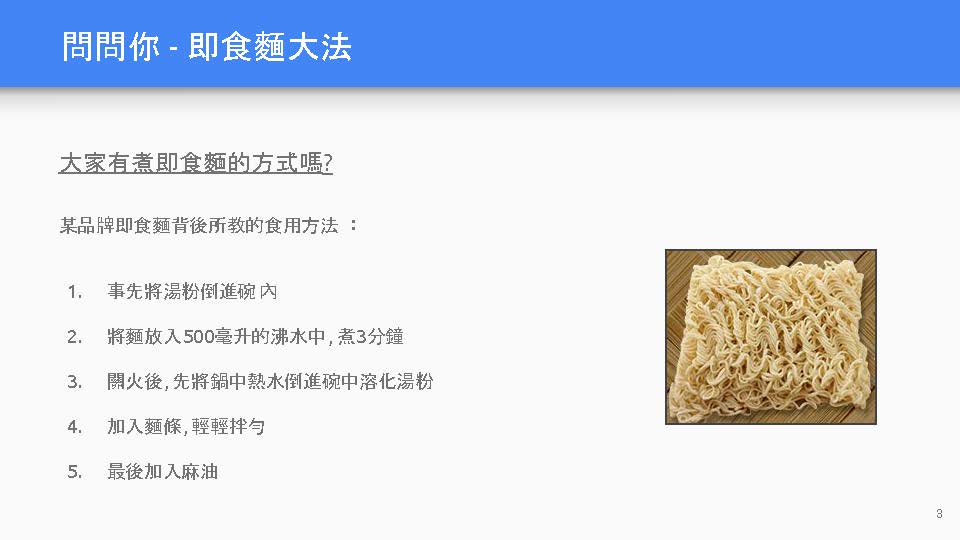 問問你 - 即食麵大法
大家有煮即食麵的方式嗎?
某品牌即食麵背後所教的食用方法 ：
1. 事先將湯粉倒進碗內
2. 將麵放入500毫升的沸水中, 煮3分鐘
3. 關火後, 先將鍋中熱水倒進碗中溶化湯粉
4. 加入麵條, 輕輕拌勻
5. 最後加入麻油
3